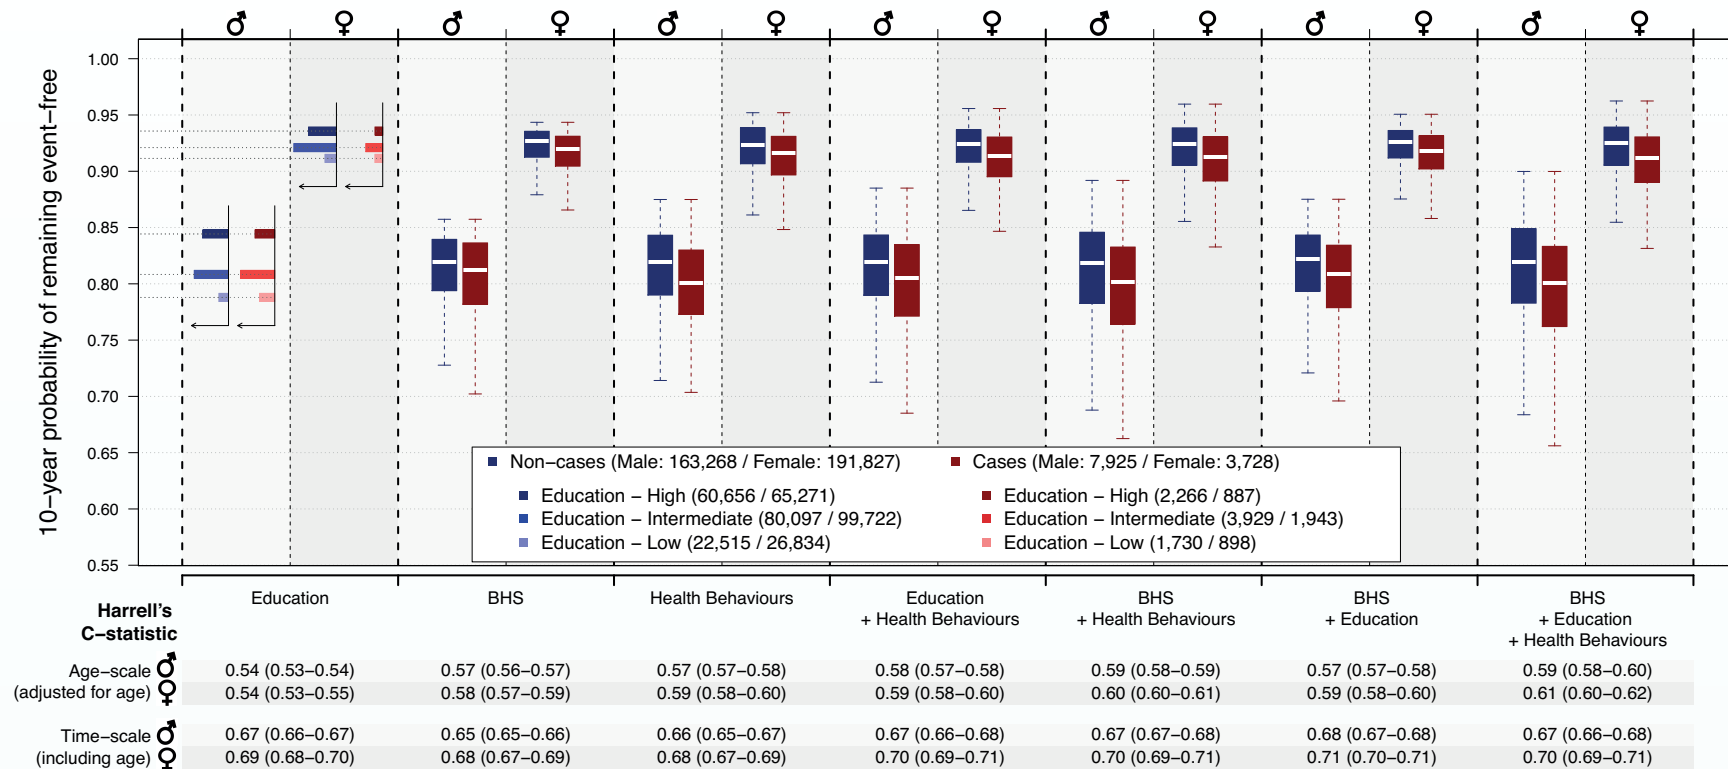 ♂ ♀ ♂ ♀ ♂ ♀ ♂ ♀ ♂ ♀ ♂ ♀ ♂ ♀
10−year probability of remaining event−free
1.00
0.95
0.90
0.85
0.80
0.75
0.70
0.65
0.60
0.55
Non−cases (Male: 163,268 / Female: 191,827) Cases (Male: 7,925 / Female: 3,728)
Education − High (60,656 / 65,271) Education − High (2,266 / 887)
Education − Intermediate (80,097 / 99,722) Education − Intermediate (3,929 / 1,943)
Education − Low (22,515 / 26,834) Education − Low (1,730 / 898)
Education BHS Health Behaviours Education BHS BHS BHS
+ Health Behaviours + Health Behaviours + Education + Education
+ Health Behaviours
Harrell's
C−statistic
Age−scale ♂ 0.54 (0.53−0.54) 0.57 (0.56−0.57) 0.57 (0.57−0.58) 0.58 (0.57−0.58) 0.59 (0.58−0.59) 0.57 (0.57−0.58) 0.59 (0.58−0.60)
(adjusted for age) ♀ 0.54 (0.53−0.55) 0.58 (0.57−0.59) 0.59 (0.58−0.60) 0.59 (0.58−0.60) 0.60 (0.60−0.61) 0.59 (0.58−0.60) 0.61 (0.60−0.62)
Time−scale ♂ 0.67 (0.66−0.67) 0.65 (0.65−0.66) 0.66 (0.65−0.67) 0.67 (0.66−0.68) 0.67 (0.67−0.68) 0.68 (0.67−0.68) 0.67 (0.66−0.68)
(including age) ♀ 0.69 (0.68−0.70) 0.68 (0.67−0.69) 0.68 (0.67−0.69) 0.70 (0.69−0.71) 0.70 (0.69−0.71) 0.71 (0.70−0.71) 0.70 (0.69−0.71)